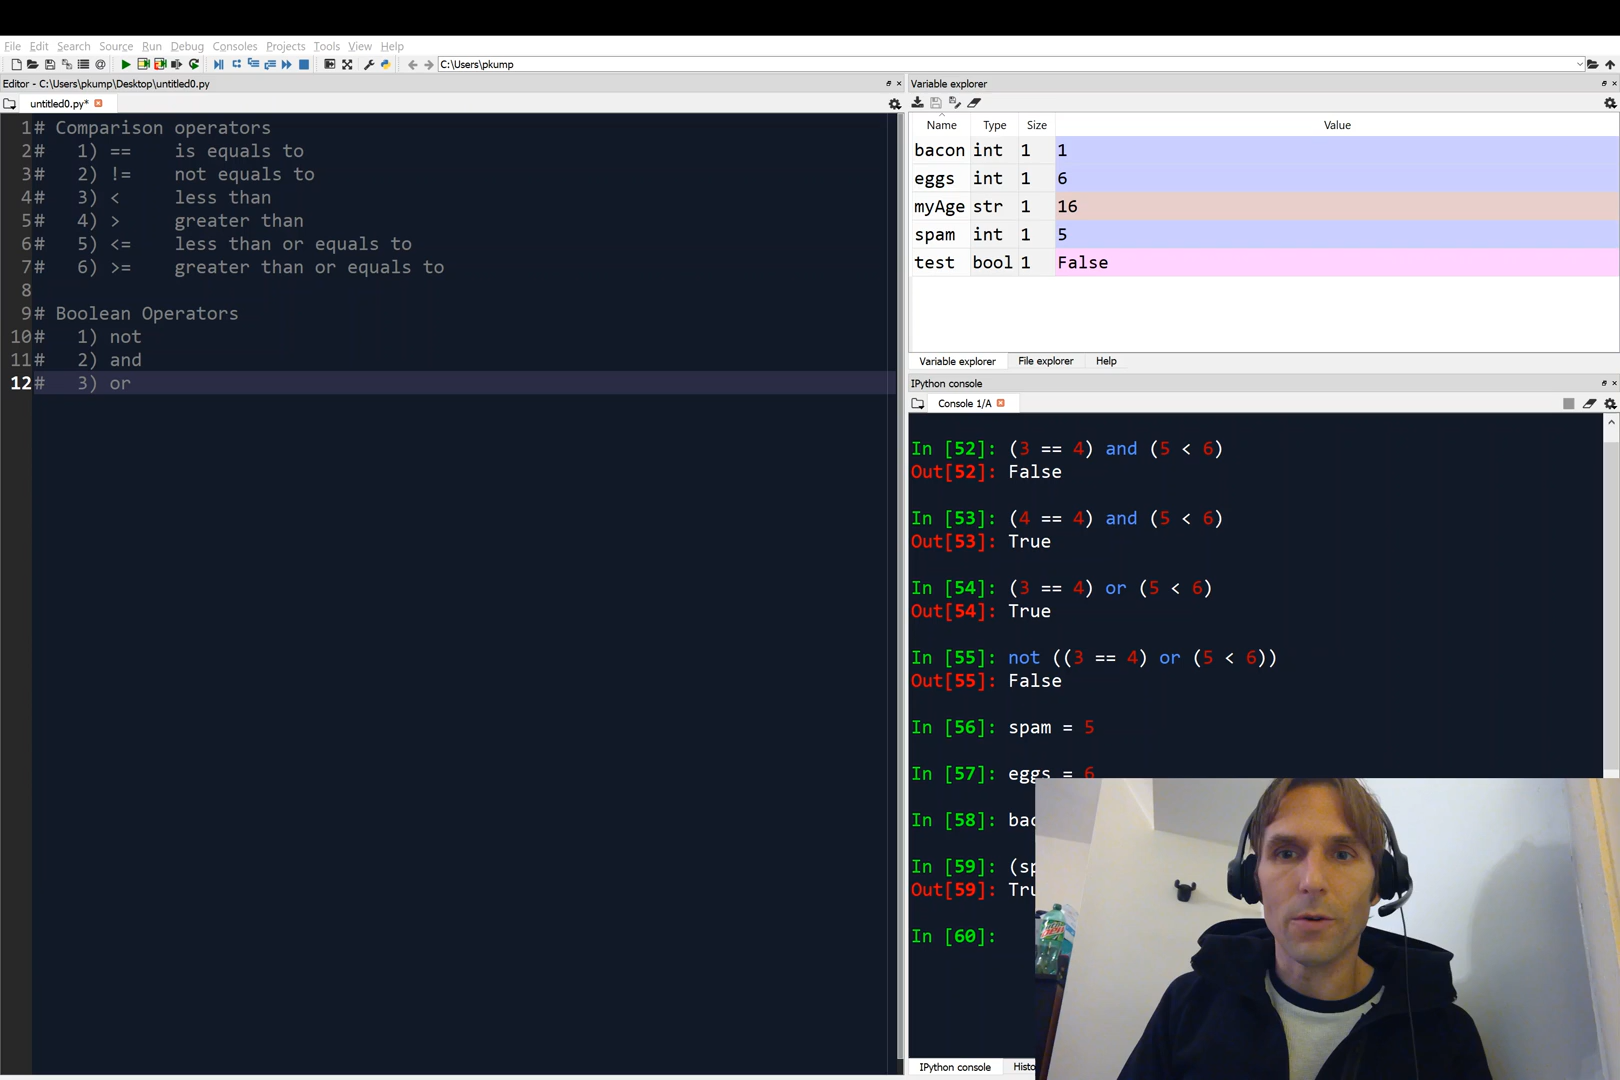 File Edit Search Source Run Debug Consoles Projects Tools View Help
C:\Users\pkump
Editor - C:\Users\pkump\Desktop\untitled0.py
untitled0.py*
1 # Comparison operators
2 #   1) ==    is equals to
3 #   2) !=    not equals to
4 #   3) <     less than
5 #   4) >     greater than
6 #   5) <=    less than or equals to
7 #   6) >=    greater than or equals to
8
9 # Boolean Operators
10 #   1) not
11 #   2) and
12 #   3) or
Variable explorer
Name Type Size Value
bacon int 1 1
eggs int 1 6
myAge str 1 16
spam int 1 5
test bool 1 False
Variable explorer File explorer Help
IPython console
Console 1/A
In [52]: (3 == 4) and (5 < 6)
Out[52]: False
In [53]: (4 == 4) and (5 < 6)
Out[53]: True
In [54]: (3 == 4) or (5 < 6)
Out[54]: True
In [55]: not ((3 == 4) or (5 < 6))
Out[55]: False
In [56]: spam = 5
In [57]: eggs = 6
In [58]: bac
In [59]: (sp
Out[59]: Tru
In [60]:
IPython console Histo